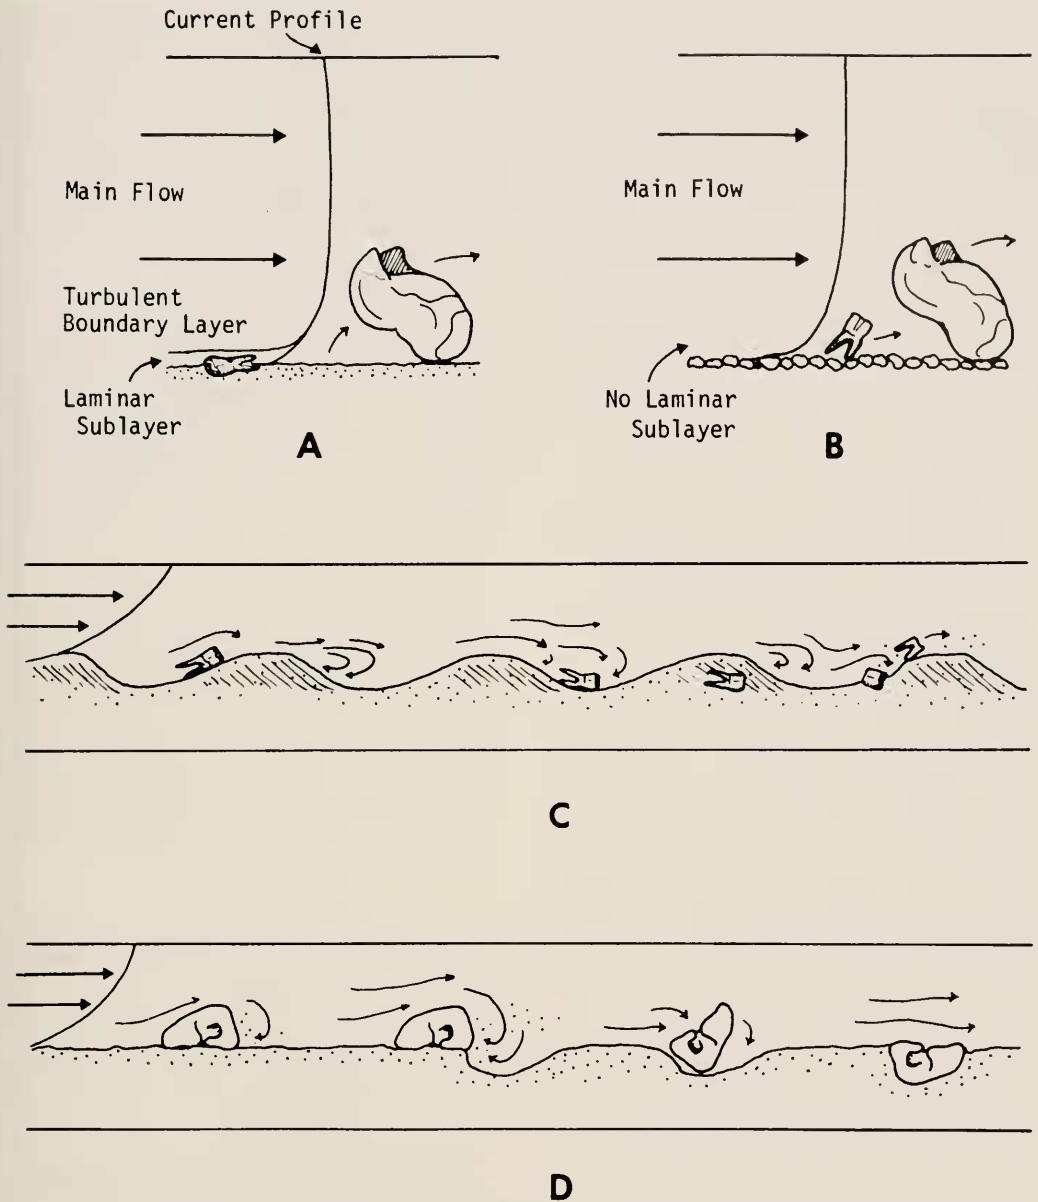 Current Profile
Main Flow
Turbulent
Boundary Layer
Laminar
Sublayer
A
Main Flow
No Laminar
Sublayer
B
C
D